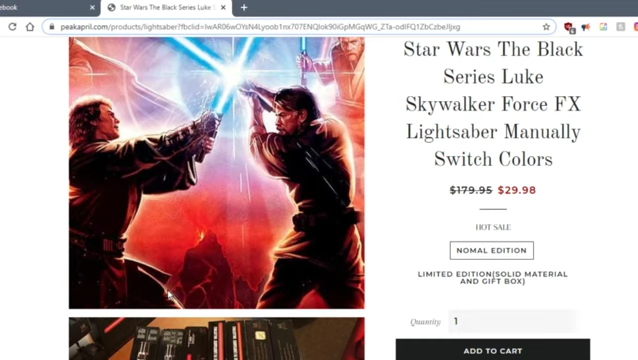 ebook
Star Wars The Black Series Luke S
peakapril.com/products/lightsaber?fbclid=IwAR06wOYsN4Lyoob1nx707ENQIok90iGpMGqWG_ZTa-odIFQ1ZbCzbeJljxg
Star Wars The Black
Series Luke
Skywalker Force FX
Lightsaber Manually
Switch Colors
$179.95 $29.98
HOT SALE
NOMAL EDITION
LIMITED EDITION(SOLID MATERIAL
AND GIFT BOX)
Quantity: 1
ADD TO CART